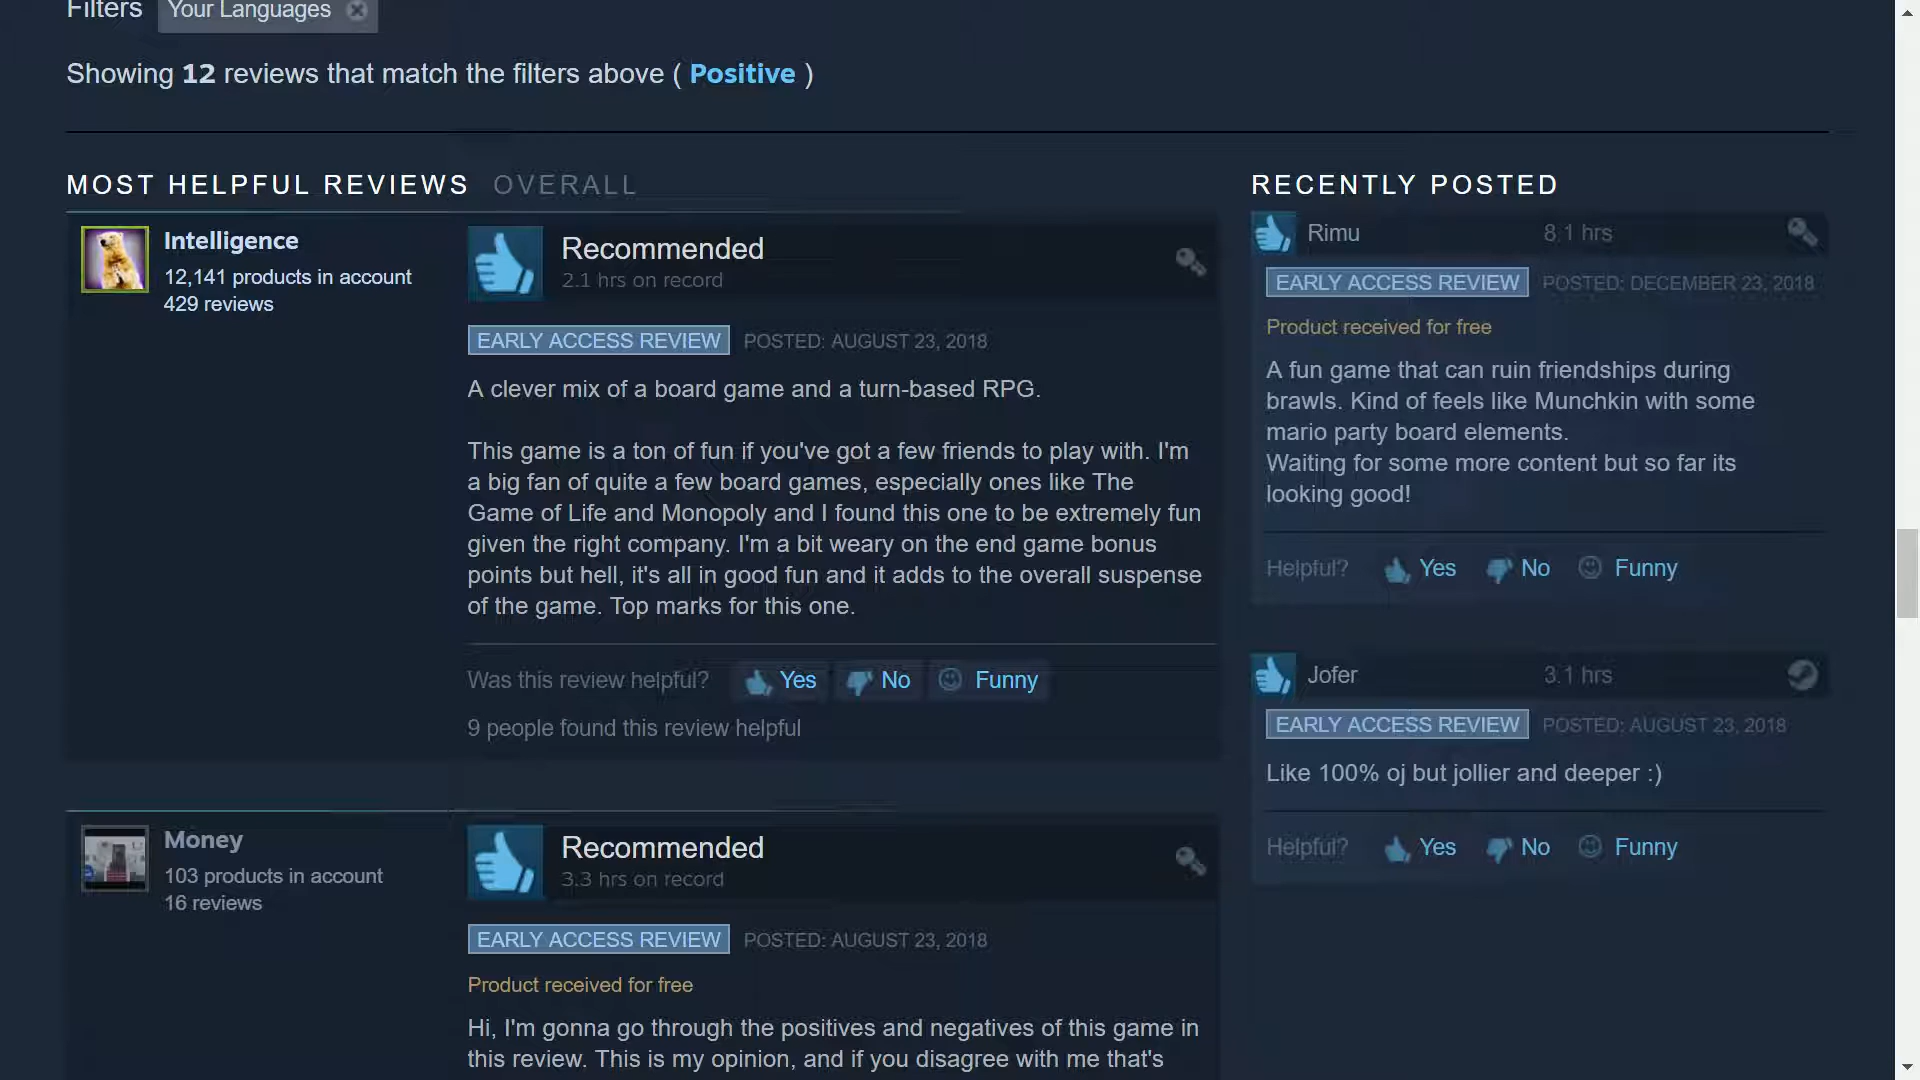 Filters Your Languages
Showing 12 reviews that match the filters above ( Positive )
MOST HELPFUL REVIEWS OVERALL
Intelligence
12,141 products in account
429 reviews
Recommended
2.1 hrs on record
EARLY ACCESS REVIEW POSTED: AUGUST 23, 2018
A clever mix of a board game and a turn-based RPG.
This game is a ton of fun if you've got a few friends to play with. I'm
a big fan of quite a few board games, especially ones like The
Game of Life and Monopoly and I found this one to be extremely fun
given the right company. I'm a bit weary on the end game bonus
points but hell, it's all in good fun and it adds to the overall suspense
of the game. Top marks for this one.
Was this review helpful? Yes No Funny
9 people found this review helpful
Money
103 products in account
16 reviews
Recommended
3.3 hrs on record
EARLY ACCESS REVIEW POSTED: AUGUST 23, 2018
Product received for free
Hi, I'm gonna go through the positives and negatives of this game in
this review. This is my opinion, and if you disagree with me that's
RECENTLY POSTED
Rimu 8.1 hrs
EARLY ACCESS REVIEW POSTED: DECEMBER 23, 2018
Product received for free
A fun game that can ruin friendships during
brawls. Kind of feels like Munchkin with some
mario party board elements.
Waiting for some more content but so far its
looking good!
Helpful? Yes No Funny
Jofer 3.1 hrs
EARLY ACCESS REVIEW POSTED: AUGUST 23, 2018
Like 100% oj but jollier and deeper :)
Helpful? Yes No Funny